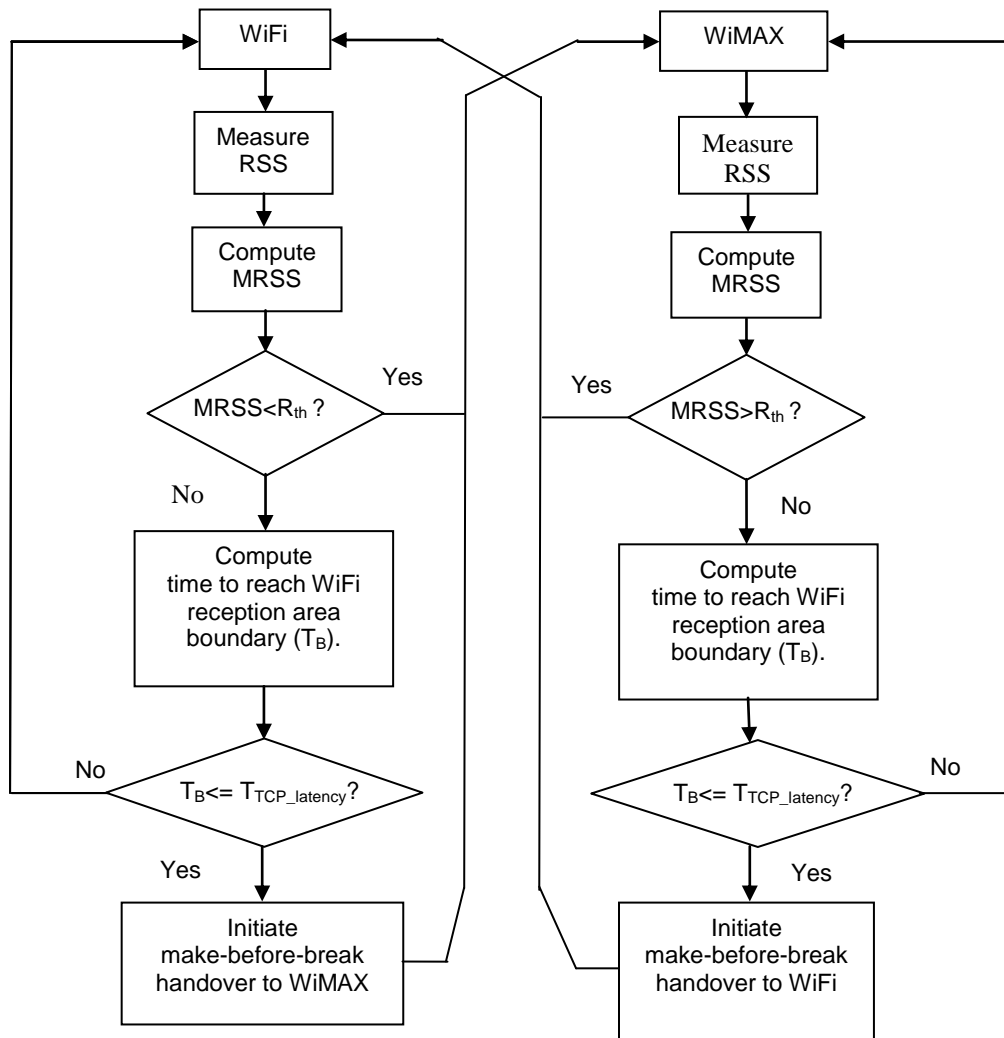 WiFi
Measure
RSS
Compute
MRSS
MRSS<Rth ?
Yes
No
Compute
time to reach WiFi
reception area
boundary (TB).
TB<= TTCP_latency?
No
Yes
Initiate
make-before-break
handover to WiMAX
WiMAX
Measure
RSS
Compute
MRSS
MRSS>Rth ?
Yes
No
Compute
time to reach WiFi
reception area
boundary (TB).
TB<= TTCP_latency?
No
Yes
Initiate
make-before-break
handover to WiFi